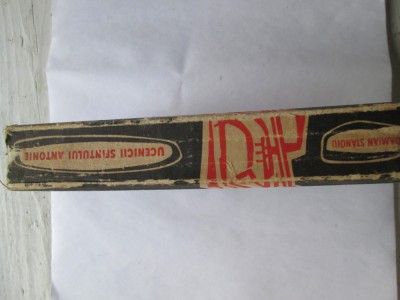 DAMIAN STANOIU
UCENICII SFINTULUI ANTONIE